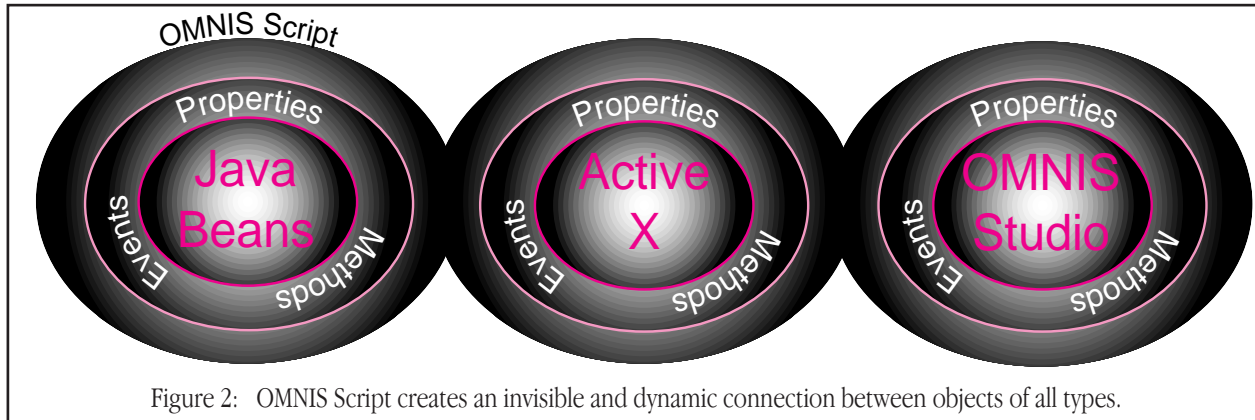 OMNIS Script
Properties
Java
Beans
Events
Methods
Properties
Active
X
Events
Methods
Properties
OMNIS
Studio
Events
Methods
Figure 2: OMNIS Script creates an invisible and dynamic connection between objects of all types.